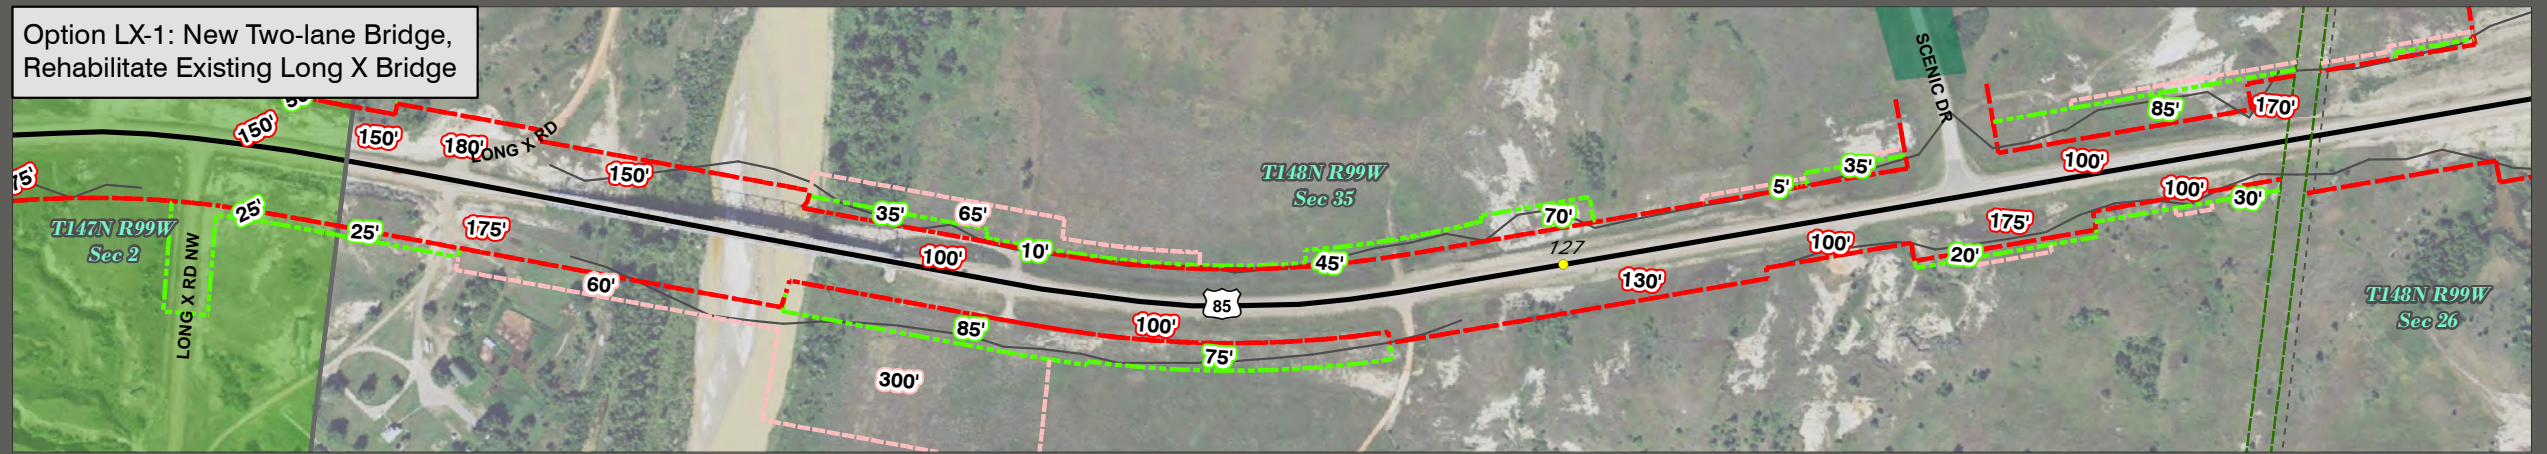 Option LX-1: New Two-lane Bridge,
Rehabilitate Existing Long X Bridge
150'
150'
180'
LONG X RD
150'
75'
25'
25'
175'
T147N R99W
Sec 2
LONG X RD NW
60'
35'
65'
100'
10'
85'
100'
75'
300'
85
T148N R99W
Sec 35
45'
70'
127
130'
5'
35'
SCENIC DR
100'
20'
175'
85'
170'
100'
100'
30'
T148N R99W
Sec 26